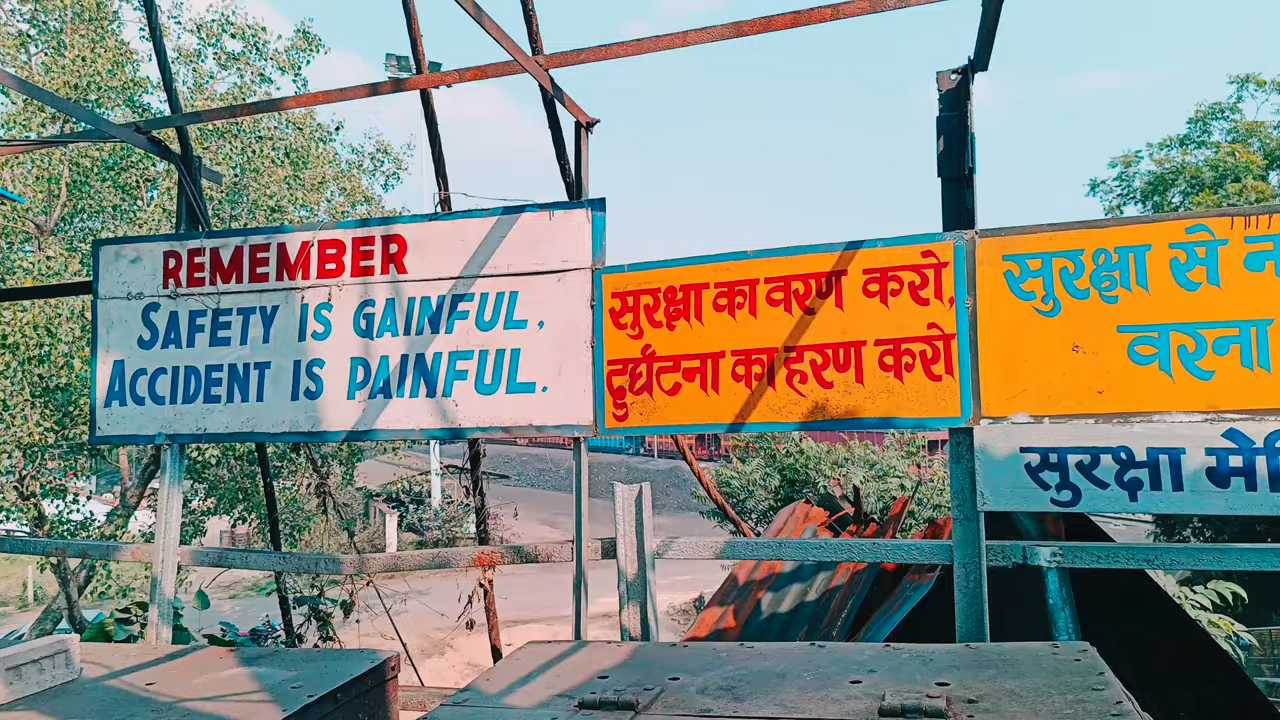 REMEMBER
SAFETY IS GAINFUL,
ACCIDENT IS PAINFUL.
सुरक्षा का वरण करो,
दुर्घटना का हरण करो
सुरक्षा से
वरना
सुरक्षा